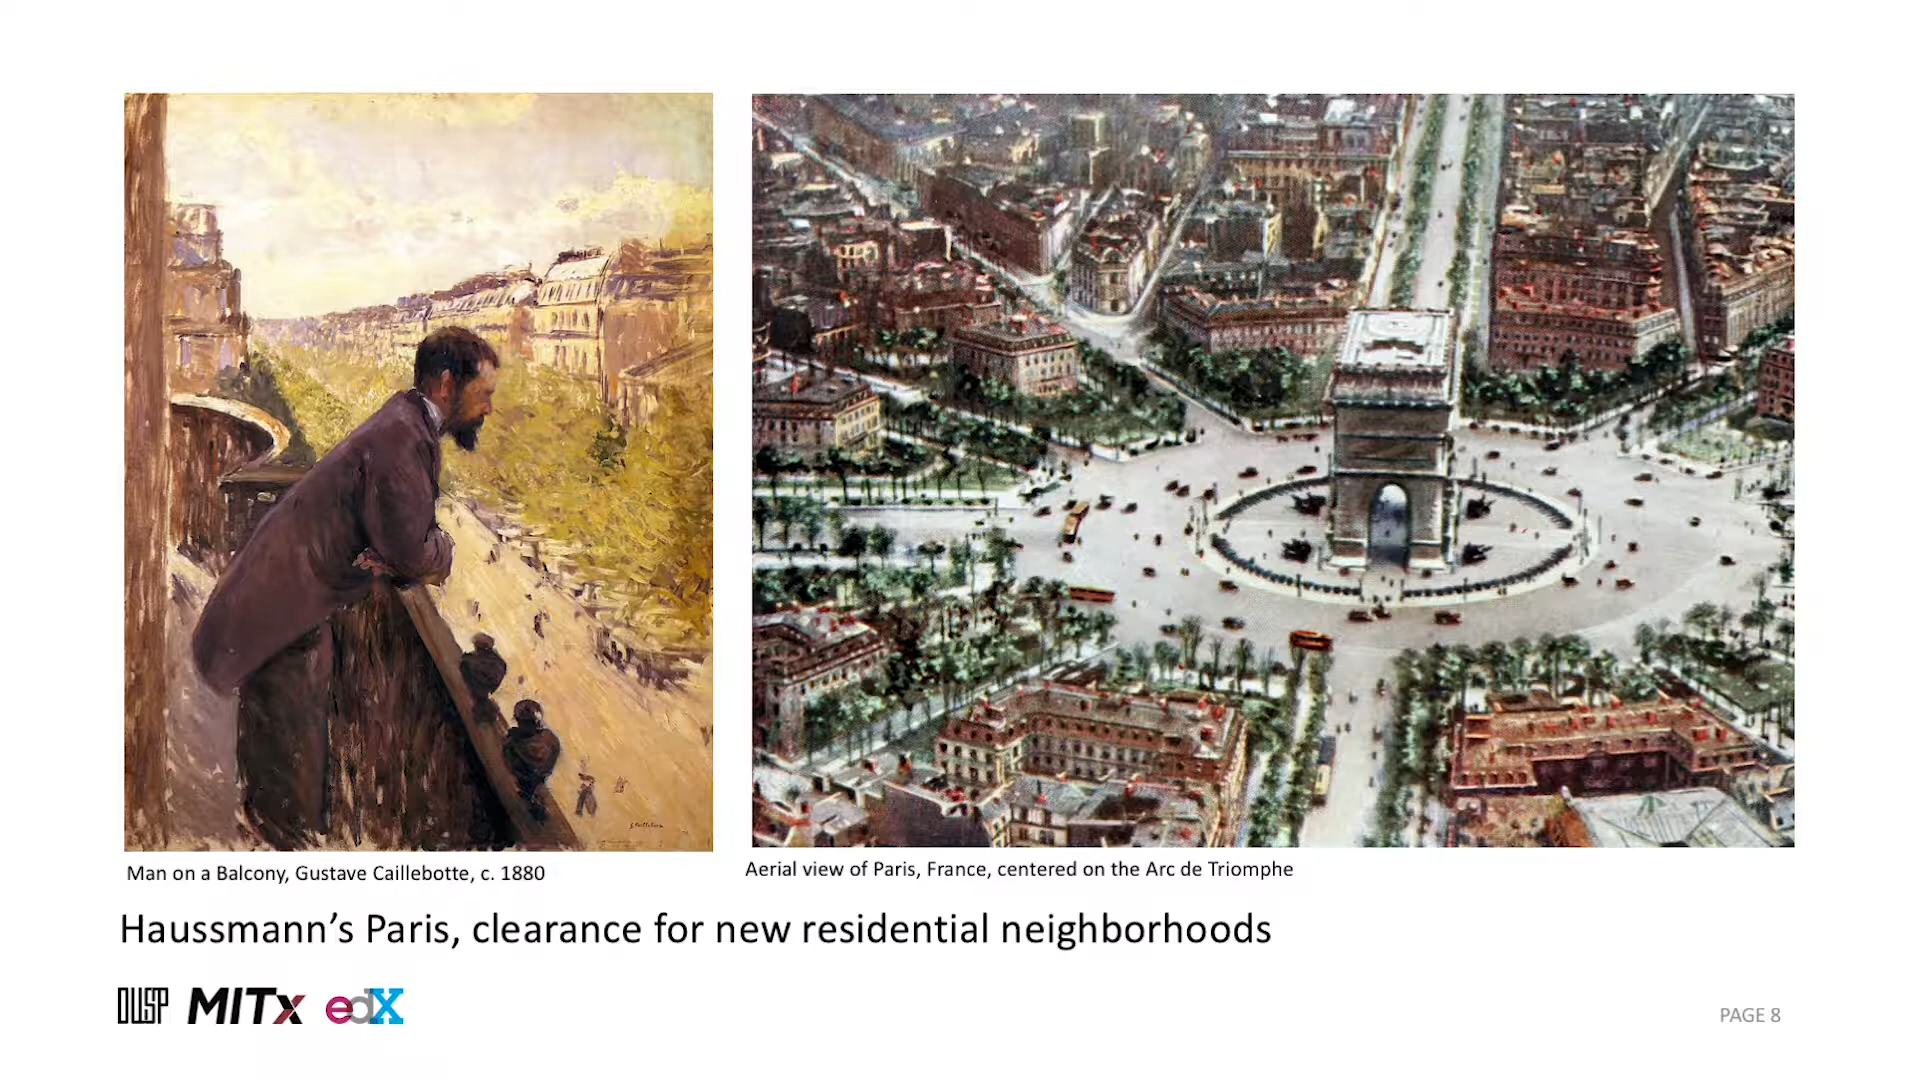 Man on a Balcony, Gustave Caillebotte, c. 1880
Aerial view of Paris, France, centered on the Arc de Triomphe
Haussmann’s Paris, clearance for new residential neighborhoods
DUSP MITx edX
PAGE 8